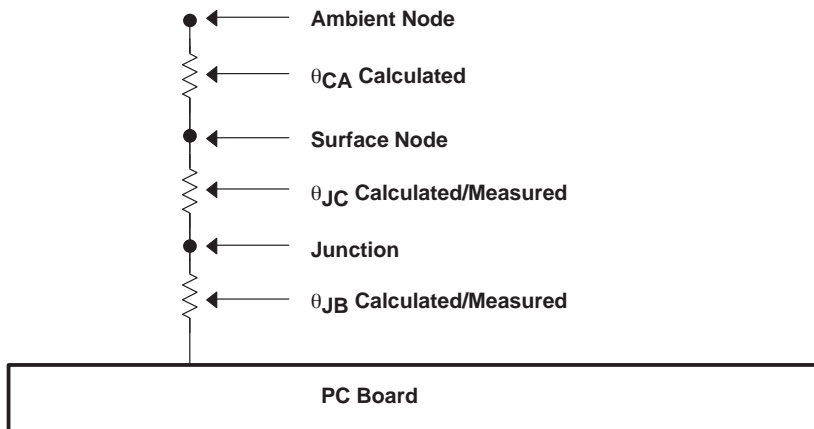 Ambient Node
θCA Calculated
Surface Node
θJC Calculated/Measured
Junction
θJB Calculated/Measured
PC Board